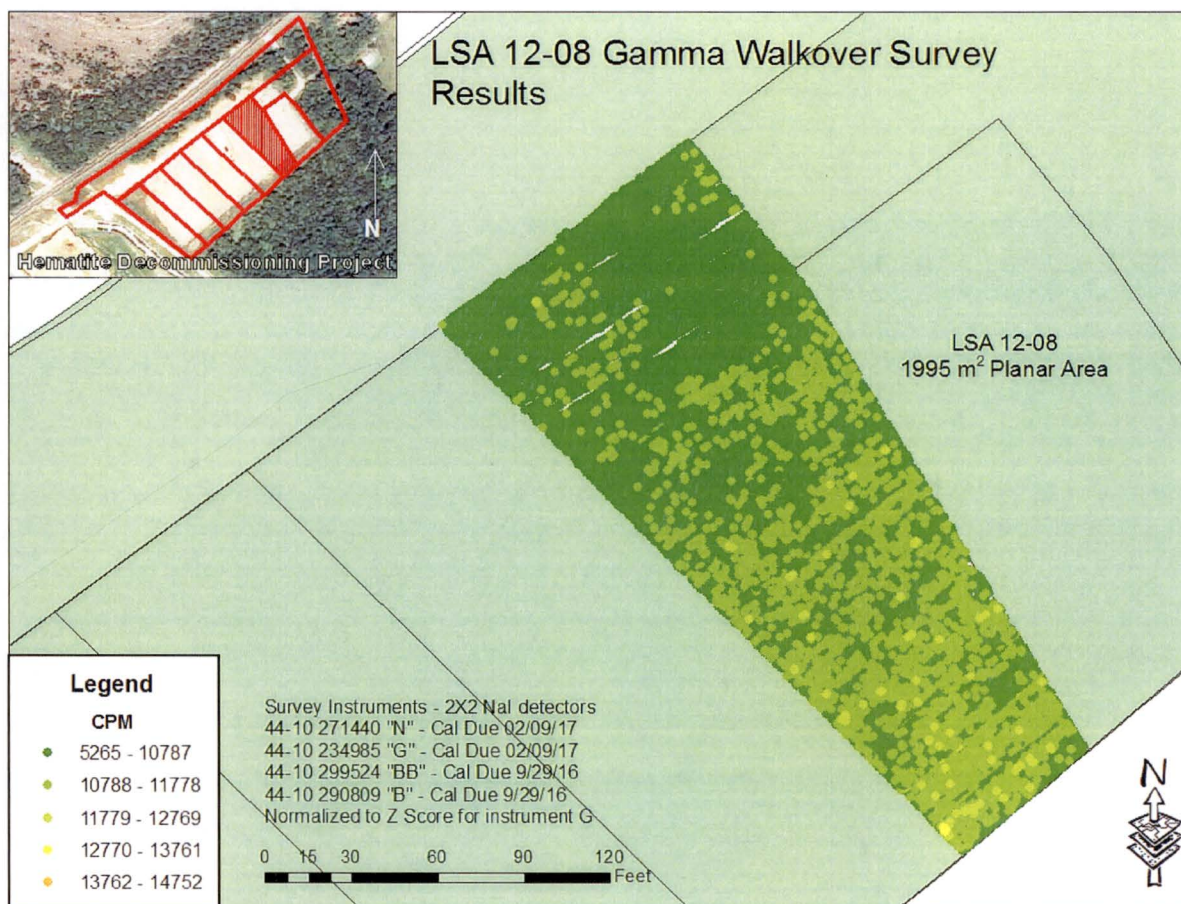 LSA 12-08 Gamma Walkover Survey
Results
N
Hematite Decommissioning Project
LSA 12-08
1995 m² Planar Area
Legend
CPM
5265 - 10787
10788 - 11778
11779 - 12769
12770 - 13761
13762 - 14752
Survey Instruments - 2X2 NaI detectors
44-10 271440 "N" - Cal Due 02/09/17
44-10 234985 "G" - Cal Due 02/09/17
44-10 299524 "BB" - Cal Due 9/29/16
44-10 290809 "B" - Cal Due 9/29/16
Normalized to Z Score for instrument G
0 15 30 60 90 120
Feet
N